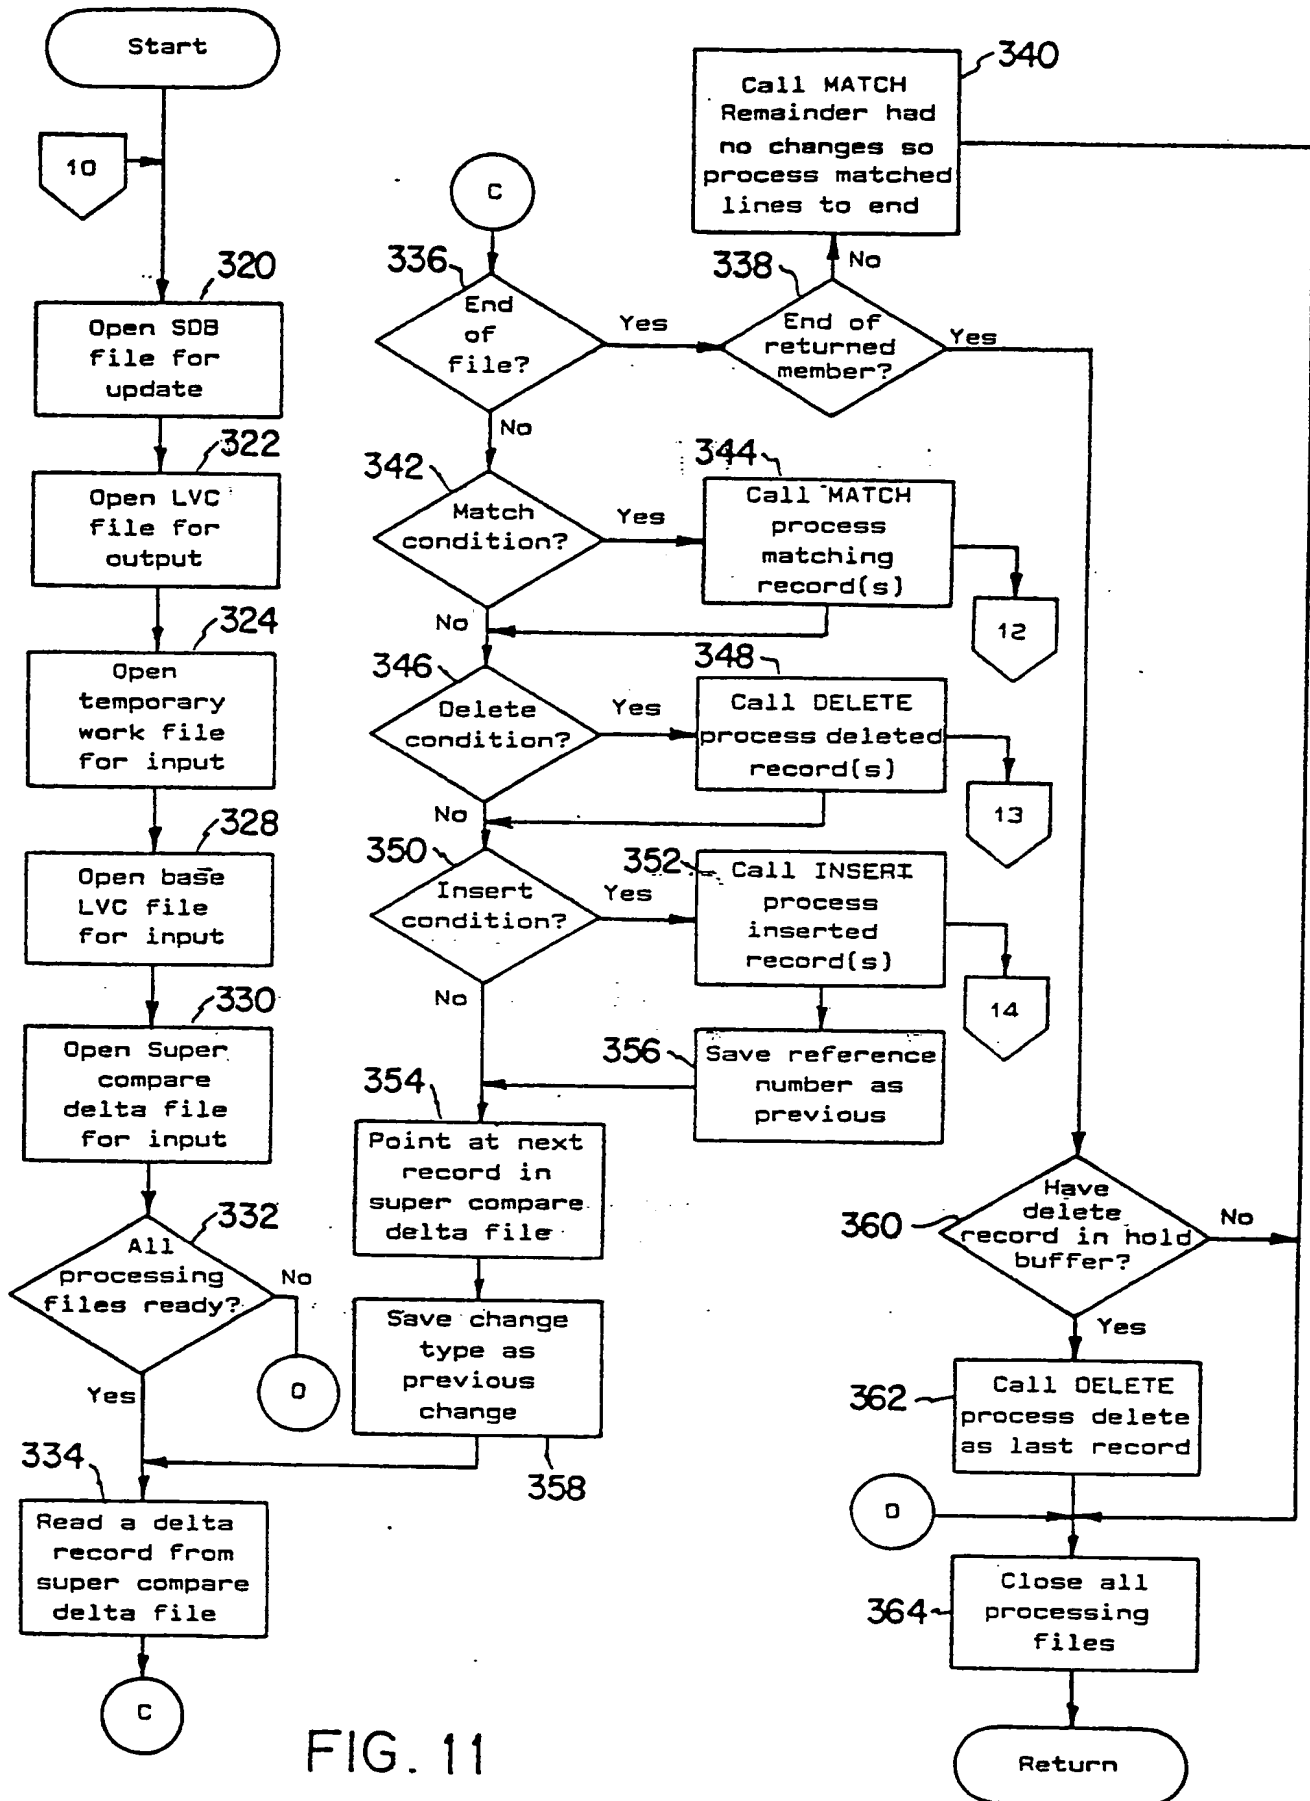 Start
10
320
Open SDB
file for
update
322
Open LVC
file for
output
324
Open
temporary
work file
for input
328
Open base
LVC file
for input
330
Open Super
compare
delta file
for input
332
All
processing
files ready?
No
D
Yes
334
Read a delta
record from
super compare
delta file
C
C
336
End
of
file?
Yes
No
338
End of
returned
member?
No
Yes
340
Call MATCH
Remainder had
no changes so
process matched
lines to end
342
Match
condition?
Yes
No
344
Call MATCH
process
matching
record(s)
12
346
Delete
condition?
Yes
No
348
Call DELETE
process deleted
record(s)
13
350
Insert
condition?
Yes
No
352
Call INSERT
process
inserted
record(s)
14
356
Save reference
number as
previous
354
Point at next
record in
super compare
delta file
Save change
type as
previous
change
358
360
Have
delete
record in hold
buffer?
No
Yes
362
Call DELETE
process delete
as last record
D
364
Close all
processing
files
Return
FIG. 11